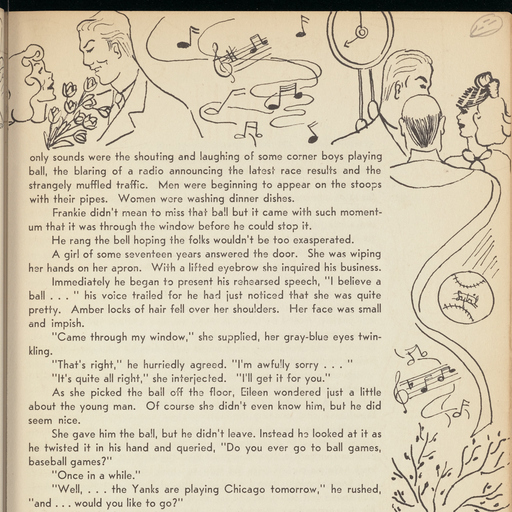 only sounds were the shouting and laughing of some corner boys playing
ball, the blaring of a radio announcing the latest race results and the
strangely muffled traffic. Men were beginning to appear on the stoops
with their pipes. Women were washing dinner dishes.
Frankie didn't mean to miss that ball but it came with such moment-
um that it was through the window before he could stop it.
He rang the bell hoping the folks wouldn't be too exasperated.
A girl of some seventeen years answered the door. She was wiping
her hands on her apron. With a lifted eyebrow she inquired his business.
Immediately he began to present his rehearsed speech, "I believe a
ball . . . " his voice trailed for he had just noticed that she was quite
pretty. Amber locks of hair fell over her shoulders. Her face was small
and impish.
"Came through my window," she supplied, her gray-blue eyes twin-
kling.
"That's right," he hurriedly agreed. "I'm awfully sorry . . . "
"It's quite all right," she interjected. "I'll get it for you."
As she picked the ball off the floor, Eileen wondered just a little
about the young man. Of course she didn't even know him, but he did
seem nice.
She gave him the ball, but he didn't leave. Instead he looked at it as
he twisted it in his hand and queried, "Do you ever go to ball games,
baseball games?"
"Once in a while."
"Well, . . . the Yanks are playing Chicago tomorrow," he rushed,
"and . . . would you like to go?"